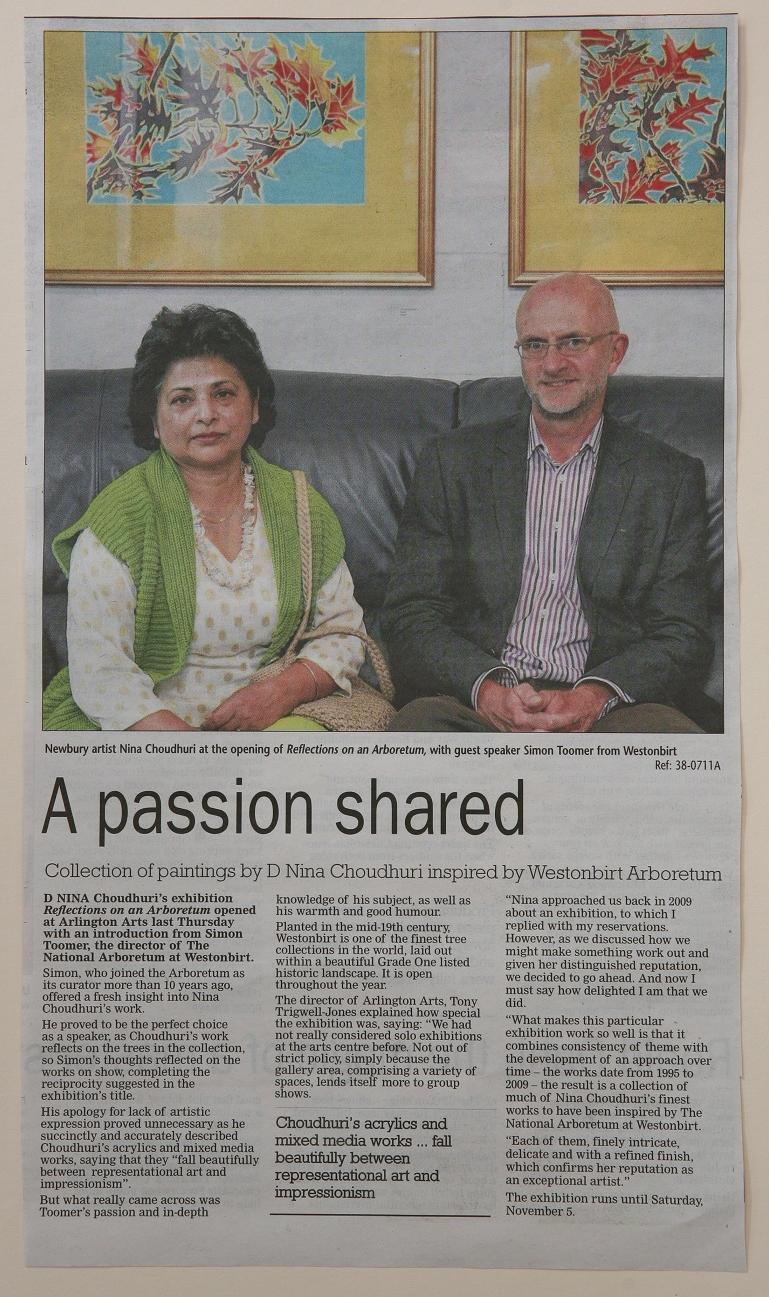 Newbury artist Nina Choudhuri at the opening of Reflections on an Arboretum, with guest speaker Simon Toomer from Westonbirt
Ref: 38-0711A
A passion shared
Collection of paintings by D Nina Choudhuri inspired by Westonbirt Arboretum
D NINA Choudhuri's exhibition
Reflections on an Arboretum opened
at Arlington Arts last Thursday
with an introduction from Simon
Toomer, the director of The
National Arboretum at Westonbirt.
Simon, who joined the Arboretum as
its curator more than 10 years ago,
offered a fresh insight into Nina
Choudhuri's work.
He proved to be the perfect choice
as a speaker, as Choudhuri's work
reflects on the trees in the collection,
so Simon's thoughts reflected on the
works on show, completing the
reciprocity suggested in the
exhibition's title.
His apology for lack of artistic
expression proved unnecessary as he
succinctly and accurately described
Choudhuri's acrylics and mixed media
works, saying that they "fall beautifully
between representational art and
impressionism".
But what really came across was
Toomer's passion and in-depth
knowledge of his subject, as well as
his warmth and good humour.
Planted in the mid-19th century,
Westonbirt is one of the finest tree
collections in the world, laid out
within a beautiful Grade One listed
historic landscape. It is open
throughout the year.
The director of Arlington Arts, Tony
Trigwell-Jones explained how special
the exhibition was, saying: "We had
not really considered solo exhibitions
at the arts centre before. Not out of
strict policy, simply because the
gallery area, comprising a variety of
spaces, lends itself more to group
shows.
Choudhuri's acrylics and
mixed media works ... fall
beautifully between
representational art and
impressionism
"Nina approached us back in 2009
about an exhibition, to which I
replied with my reservations.
However, as we discussed how we
might make something work out and
given her distinguished reputation,
we decided to go ahead. And now I
must say how delighted I am that we
did.
"What makes this particular
exhibition work so well is that it
combines consistency of theme with
the development of an approach over
time – the works date from 1995 to
2009 – the result is a collection of
much of Nina Choudhuri's finest
works to have been inspired by The
National Arboretum at Westonbirt.
"Each of them, finely intricate,
delicate and with a refined finish,
which confirms her reputation as
an exceptional artist."
The exhibition runs until Saturday,
November 5.